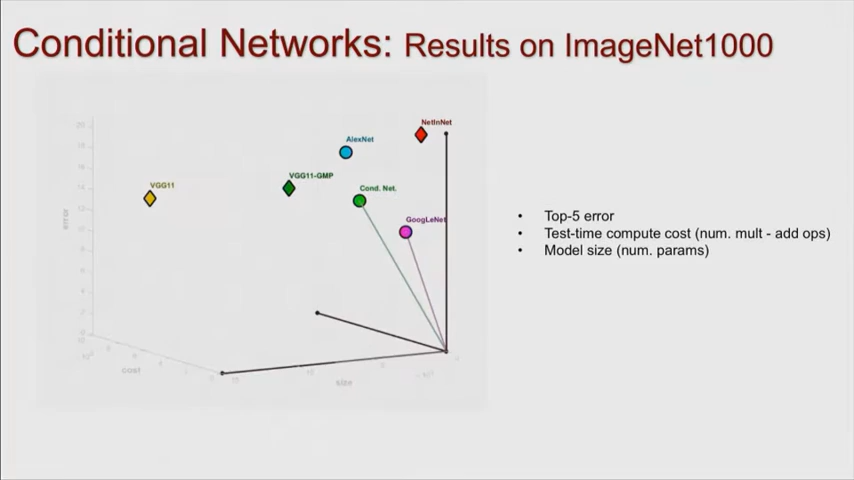 Conditional Networks: Results on ImageNet1000
NetInNet
AlexNet
VGG11-GMP
VGG11
Cond. Net.
GoogLeNet
error
cost
size
• Top-5 error
• Test-time compute cost (num. mult - add ops)
• Model size (num. params)